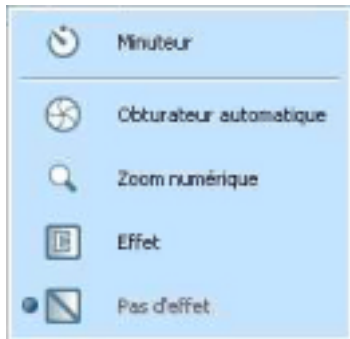 Minuteur
Obturateur automatique
Zoom numérique
Effet
Pas d'effet